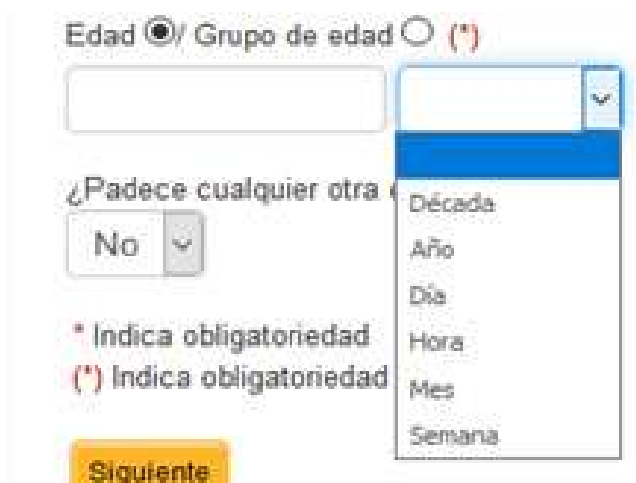 Edad / Grupo de edad (*)
¿Padece cualquier otra
No
Década
Año
Día
Hora
Mes
Semana
* Indica obligatoriedad
(*) Indica obligatoriedad
Siguiente